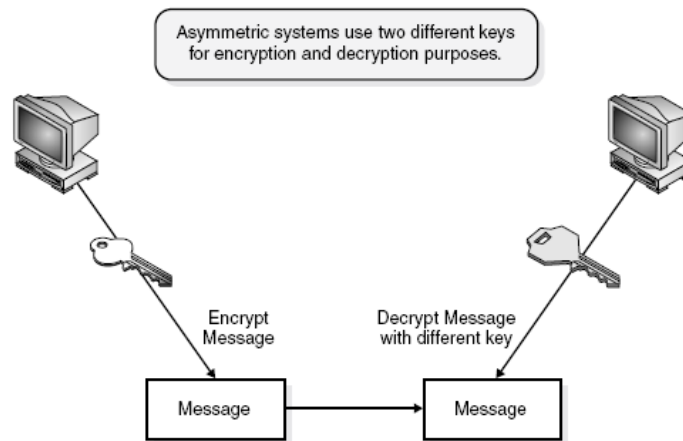 Asymmetric systems use two different keys
for encryption and decryption purposes.
Encrypt
Message
Decrypt Message
with different key
Message
Message